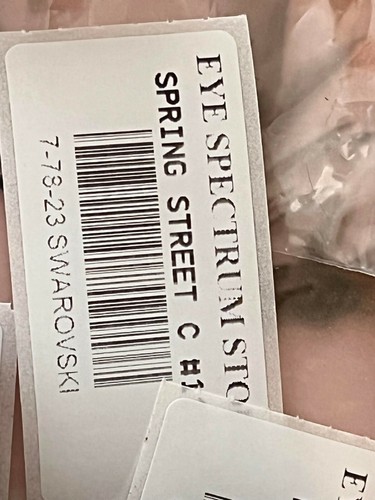 EYE SPECTRUM STO
SPRING STREET C #1
7-78-23 SWAROVSKI
E